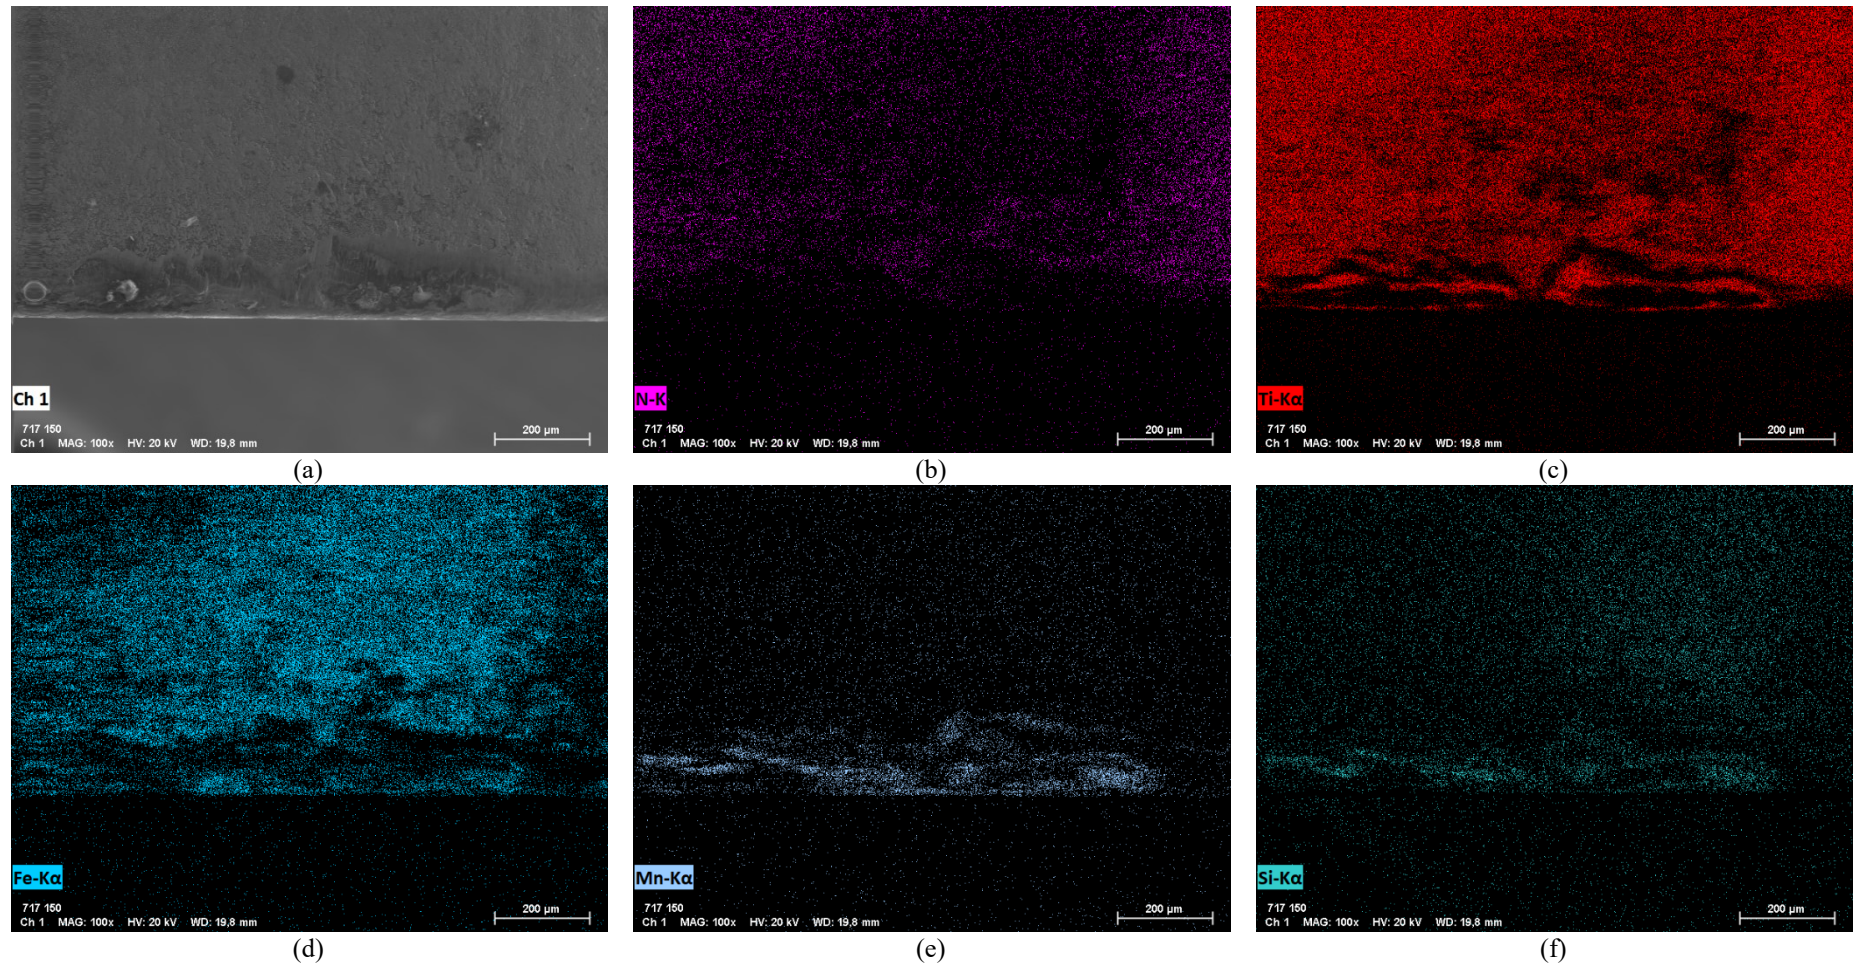 Ch 1
717 150
Ch 1 MAG: 100x HV: 20 kV WD: 19,8 mm
200 µm
(a)
N-K
717 150
Ch 1 MAG: 100x HV: 20 kV WD: 19,8 mm
200 µm
(b)
Ti-Kα
717 150
Ch 1 MAG: 100x HV: 20 kV WD: 19,8 mm
200 µm
(c)
Fe-Kα
717 150
Ch 1 MAG: 100x HV: 20 kV WD: 19,8 mm
200 µm
(d)
Mn-Kα
717 150
Ch 1 MAG: 100x HV: 20 kV WD: 19,8 mm
200 µm
(e)
Si-Kα
717 150
Ch 1 MAG: 100x HV: 20 kV WD: 19,8 mm
200 µm
(f)